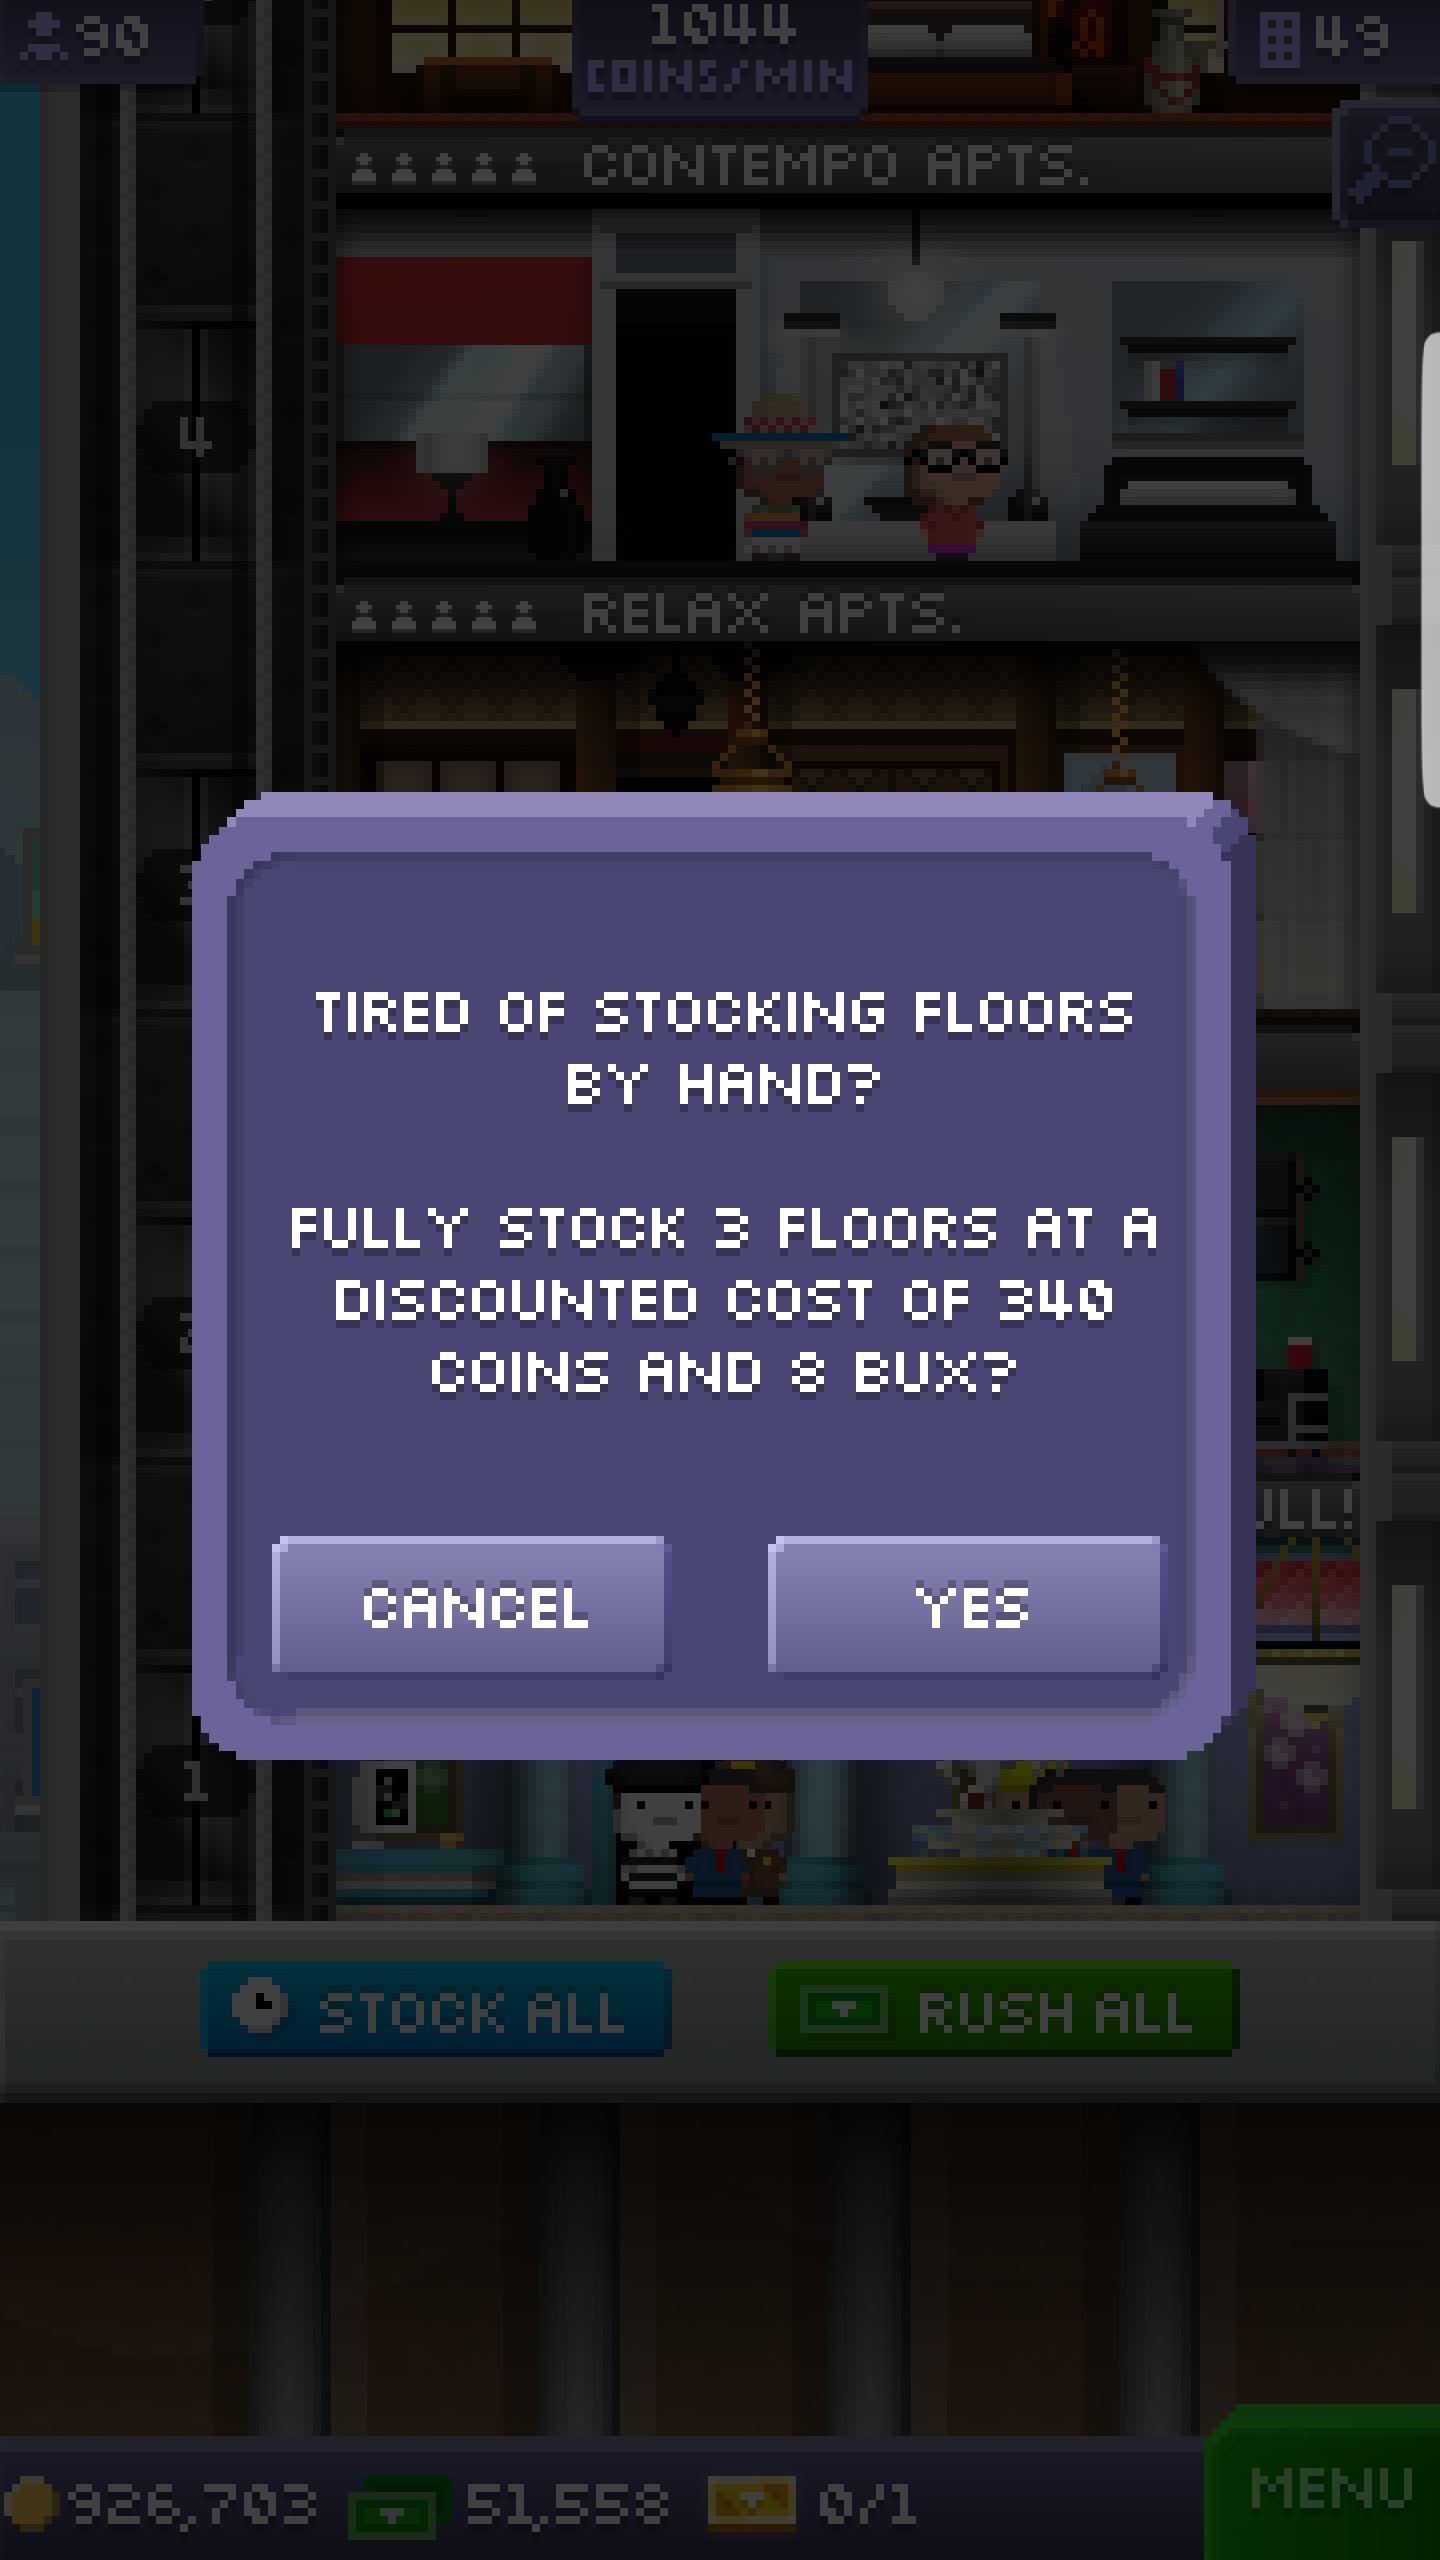 90
1044
COINS/MIN
49
CONTEMPO APTS.
4
RELAX APTS.
TIRED OF STOCKING FLOORS
BY HAND?
FULLY STOCK 3 FLOORS AT A
DISCOUNTED COST OF 340
COINS AND 8 BUX?
CANCEL
YES
1
STOCK ALL
RUSH ALL
926,703
51,558
0/1
MENU